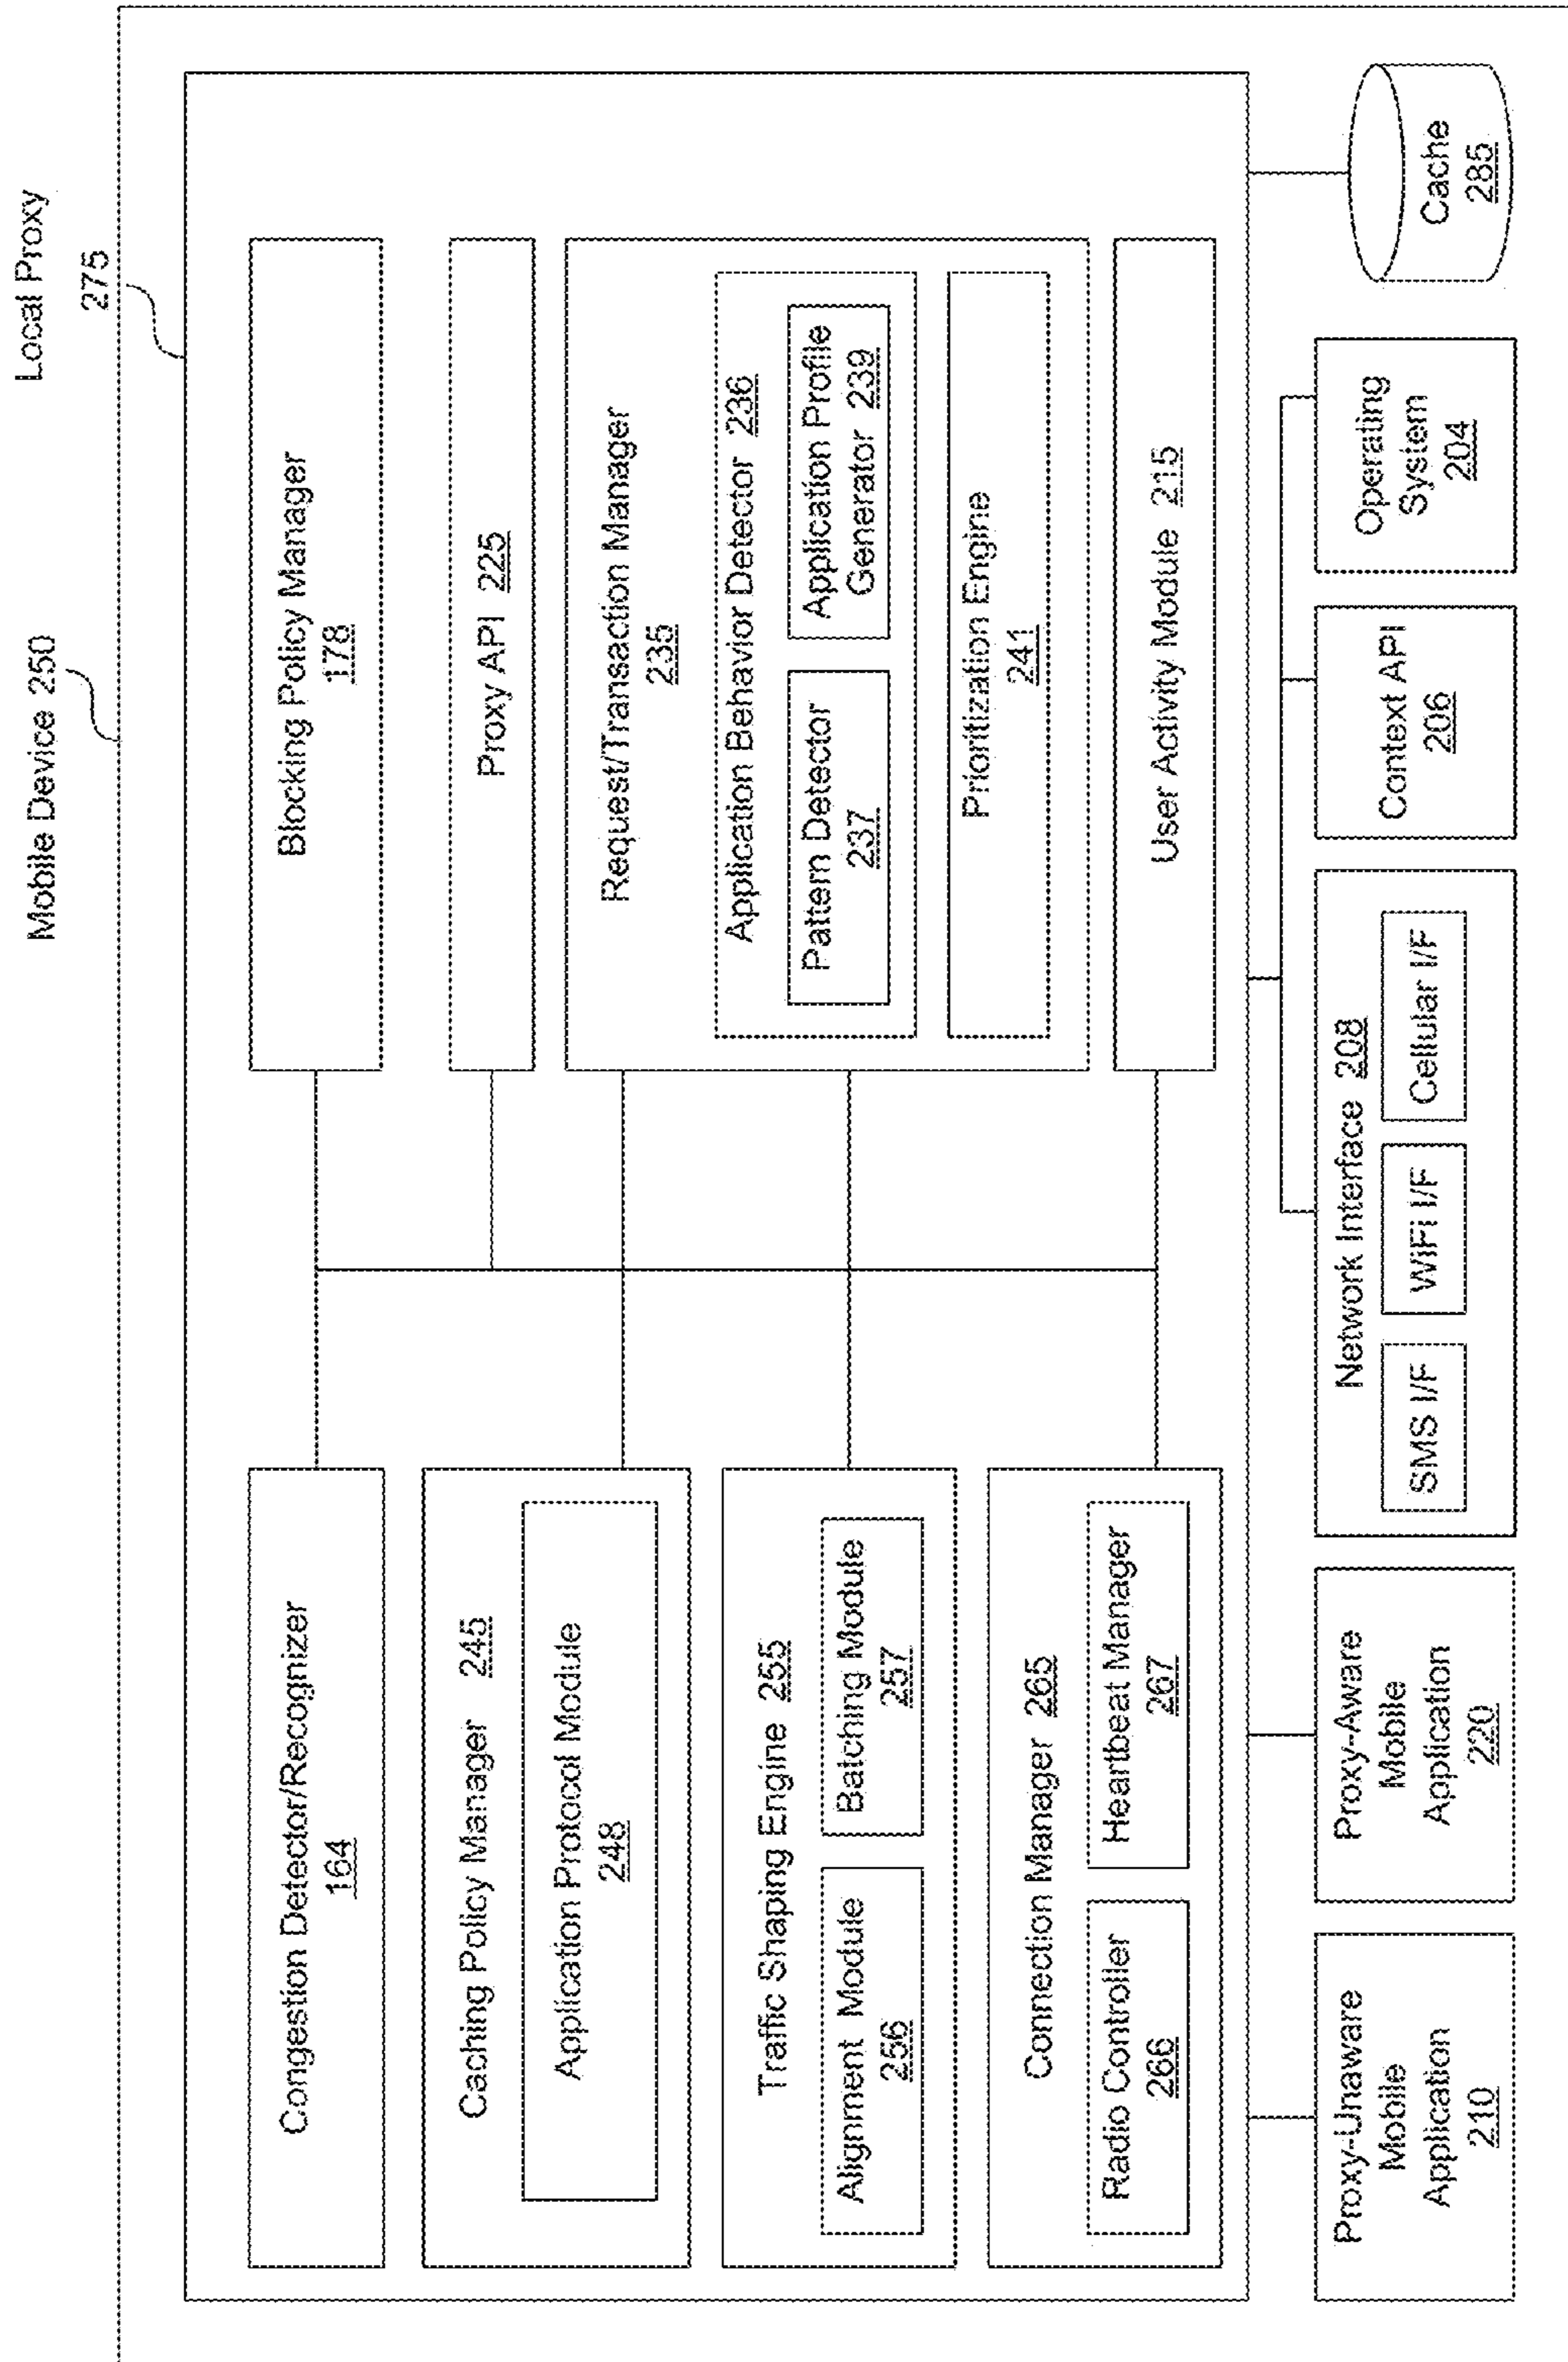 Mobile Device 250
Local Proxy
275
Congestion Detector/Recognizer
164
Caching Policy Manager 245
Application Protocol Module
248
Traffic Shaping Engine 255
Alignment Module
256
Batching Module
257
Connection Manager 265
Radio Controller
266
Heartbeat Manager
267
Blocking Policy Manager
178
Proxy API 225
Request/Transaction Manager
235
Application Behavior Detector 236
Pattern Detector
237
Application Profile
Generator 239
Prioritization Engine
241
User Activity Module 215
Proxy-Unaware
Mobile
Application
210
Proxy-Aware
Mobile
Application
220
Network Interface 208
SMS I/F
WiFi I/F
Cellular I/F
Context API
206
Operating
System
204
Cache
285